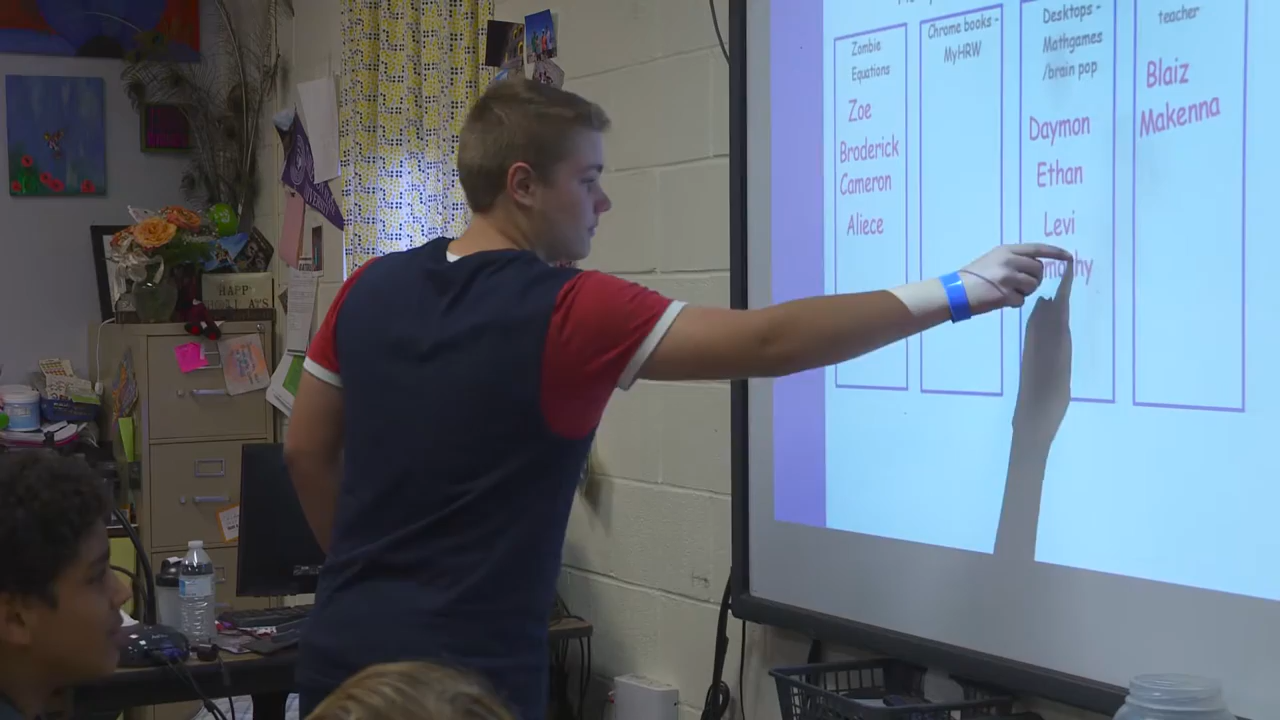 Zombie
Equations
Zoe
Broderick
Cameron
Aliece
Chrome books -
MyHRW
Desktops -
Mathgames
/brain pop
Daymon
Ethan
Levi
teacher
Blaiz
Makenna
HAPPY